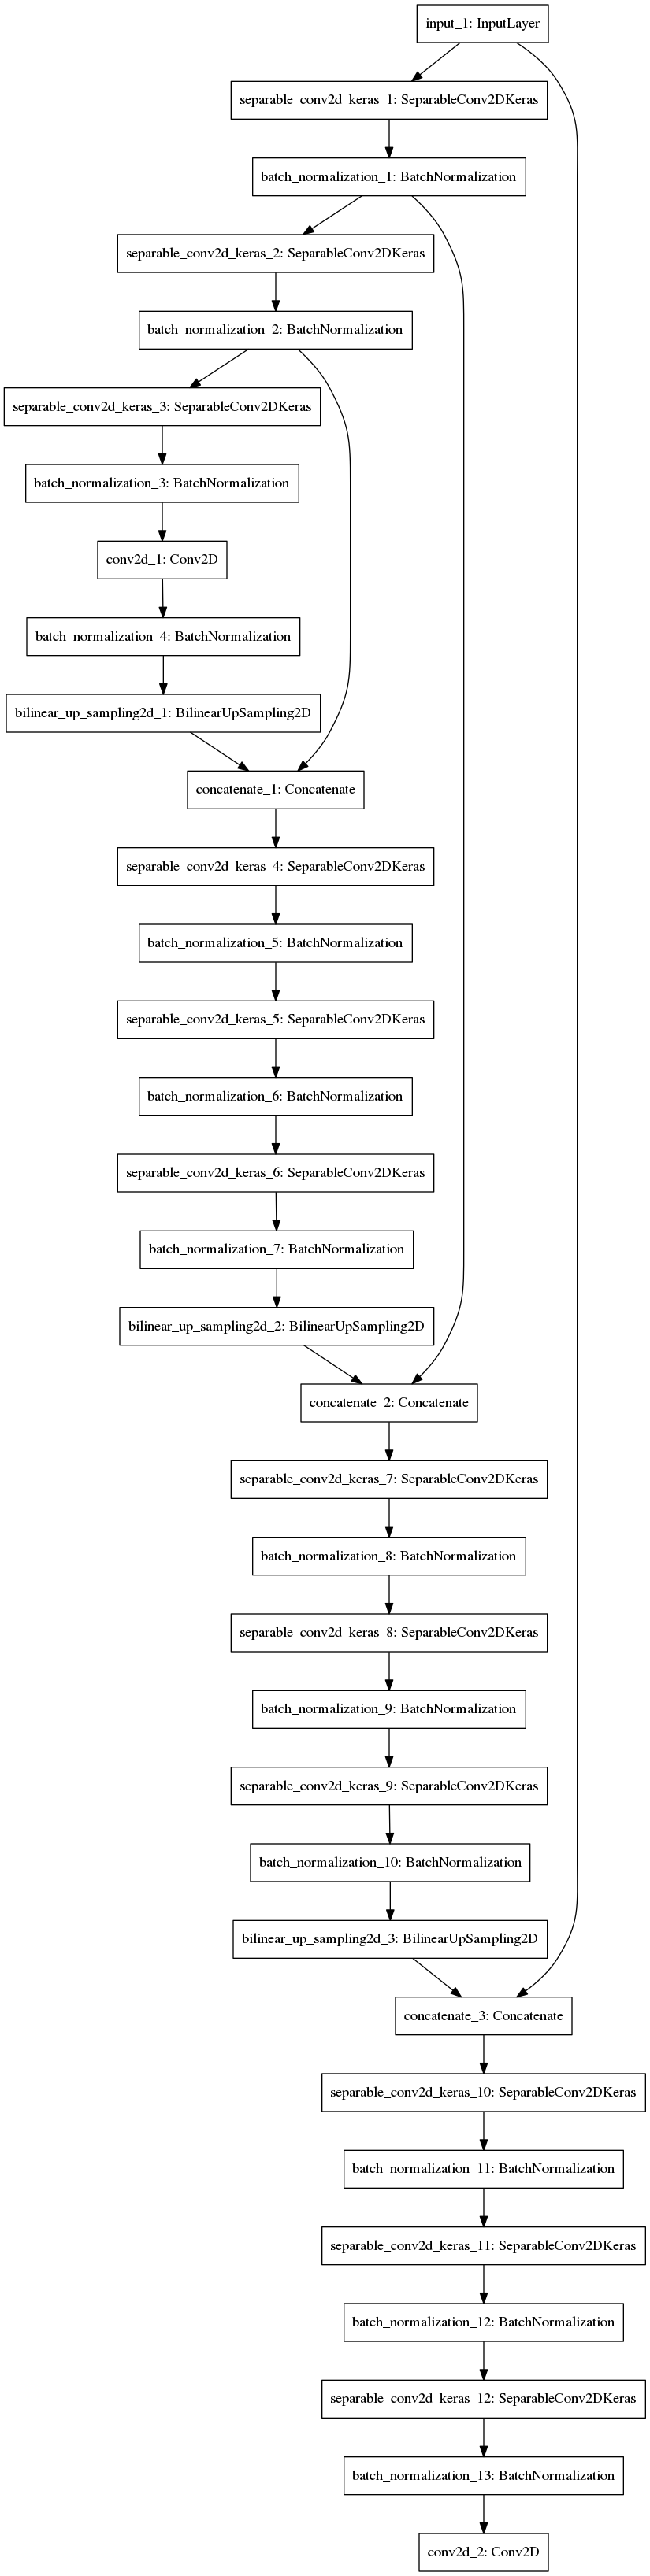 input_1: InputLayer
separable_conv2d_keras_1: SeparableConv2DKeras
batch_normalization_1: BatchNormalization
separable_conv2d_keras_2: SeparableConv2DKeras
batch_normalization_2: BatchNormalization
separable_conv2d_keras_3: SeparableConv2DKeras
batch_normalization_3: BatchNormalization
conv2d_1: Conv2D
batch_normalization_4: BatchNormalization
bilinear_up_sampling2d_1: BilinearUpSampling2D
concatenate_1: Concatenate
separable_conv2d_keras_4: SeparableConv2DKeras
batch_normalization_5: BatchNormalization
separable_conv2d_keras_5: SeparableConv2DKeras
batch_normalization_6: BatchNormalization
separable_conv2d_keras_6: SeparableConv2DKeras
batch_normalization_7: BatchNormalization
bilinear_up_sampling2d_2: BilinearUpSampling2D
concatenate_2: Concatenate
separable_conv2d_keras_7: SeparableConv2DKeras
batch_normalization_8: BatchNormalization
separable_conv2d_keras_8: SeparableConv2DKeras
batch_normalization_9: BatchNormalization
separable_conv2d_keras_9: SeparableConv2DKeras
batch_normalization_10: BatchNormalization
bilinear_up_sampling2d_3: BilinearUpSampling2D
concatenate_3: Concatenate
separable_conv2d_keras_10: SeparableConv2DKeras
batch_normalization_11: BatchNormalization
separable_conv2d_keras_11: SeparableConv2DKeras
batch_normalization_12: BatchNormalization
separable_conv2d_keras_12: SeparableConv2DKeras
batch_normalization_13: BatchNormalization
conv2d_2: Conv2D